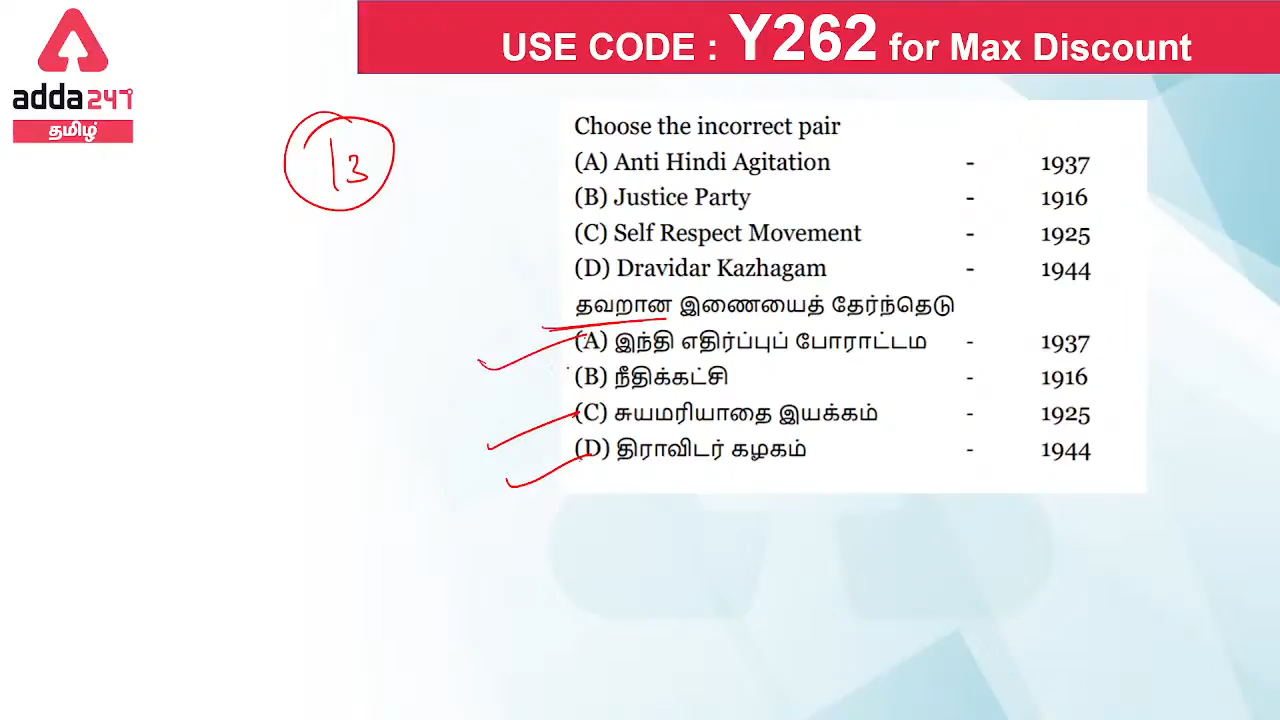 USE CODE : Y262 for Max Discount
adda247
தமிழ்
13
Choose the incorrect pair
(A) Anti Hindi Agitation - 1937
(B) Justice Party - 1916
(C) Self Respect Movement - 1925
(D) Dravidar Kazhagam - 1944
தவறான இணையைத் தேர்ந்தெடு
(A) இந்தி எதிர்ப்புப் போராட்டம - 1937
(B) நீதிக்கட்சி - 1916
(C) சுயமரியாதை இயக்கம் - 1925
(D) திராவிடர் கழகம் - 1944